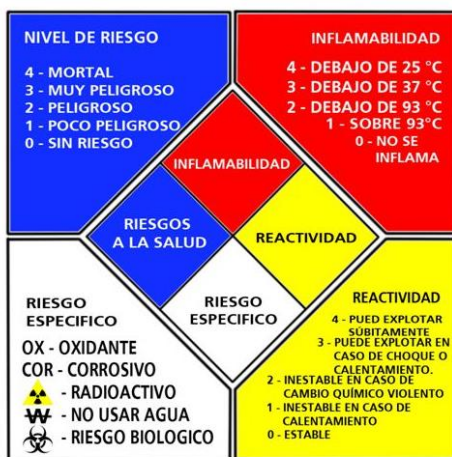 NIVEL DE RIESGO
4 - MORTAL
3 - MUY PELIGROSO
2 - PELIGROSO
1 - POCO PELIGROSO
0 - SIN RIESGO
INFLAMABILIDAD
4 - DEBAJO DE 25 °C
3 - DEBAJO DE 37 °C
2 - DEBAJO DE 93 °C
1 - SOBRE 93°C
0 - NO SE
INFLAMA
INFLAMABILIDAD
RIESGOS
A LA SALUD
REACTIVIDAD
RIESGO
ESPECIFICO
RIESGO
ESPECIFICO
OX - OXIDANTE
COR - CORROSIVO
- RADIOACTIVO
W - NO USAR AGUA
- RIESGO BIOLOGICO
REACTIVIDAD
4 - PUED EXPLOTAR
SÚBITAMENTE
3 - PUEDE EXPLOTAR EN
CASO DE CHOQUE O
CALENTAMIENTO.
2 - INESTABLE EN CASO DE
CAMBIO QUÍMICO VIOLENTO
1 - INESTABLE EN CASO DE
CALENTAMIENTO
0 - ESTABLE